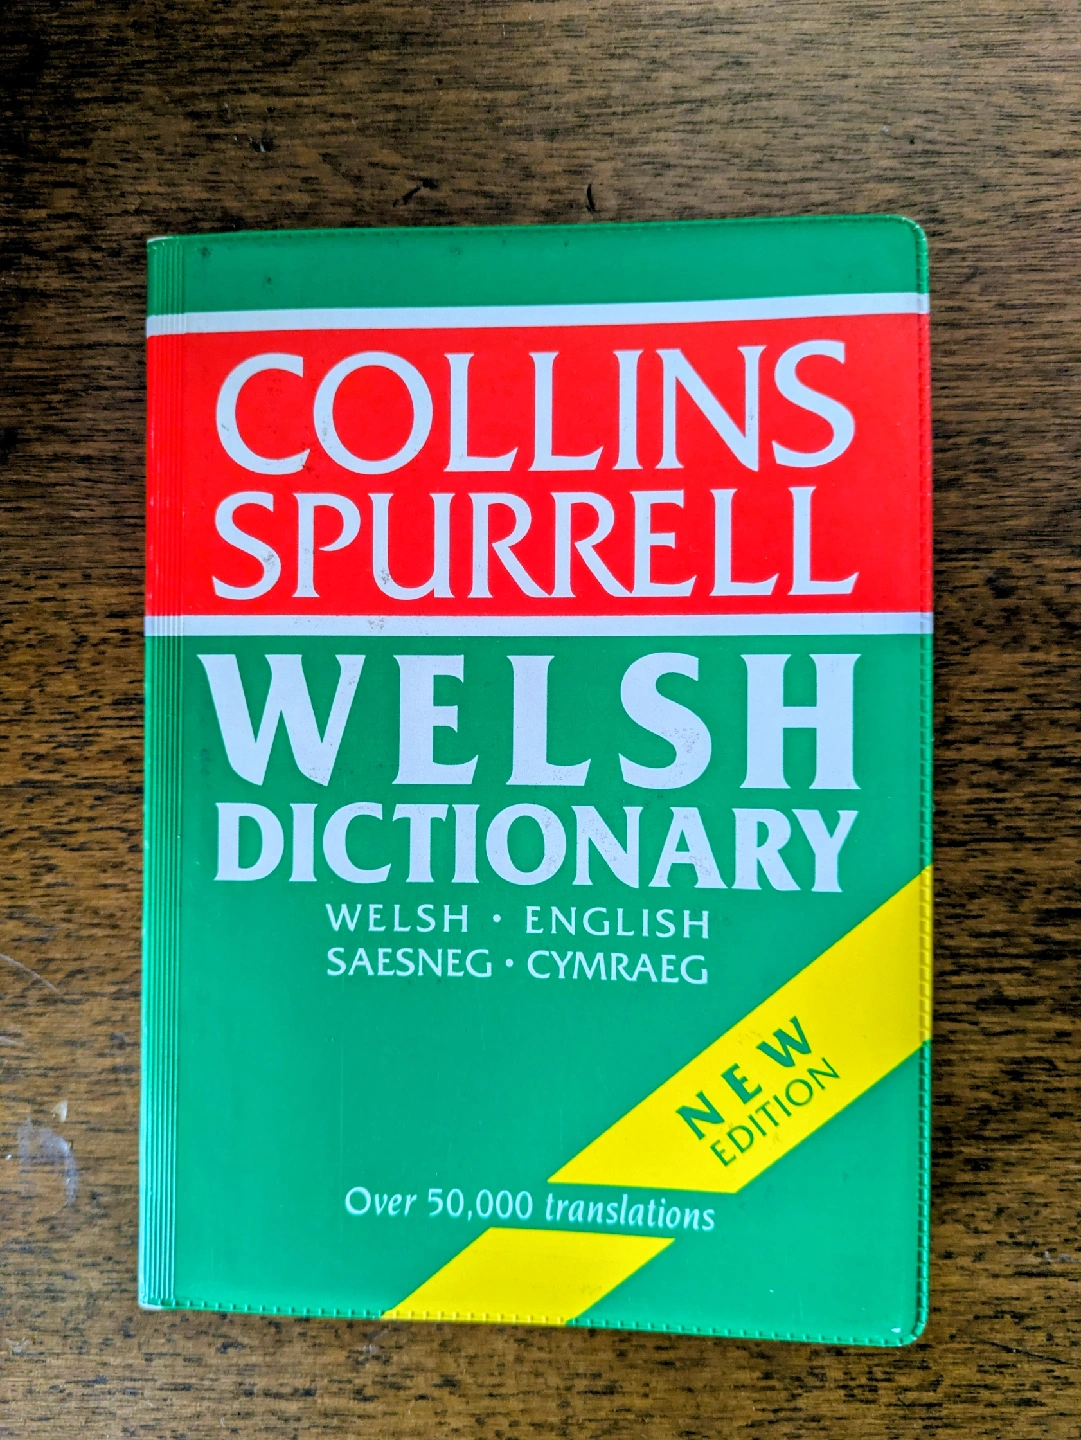 COLLINS
SPURRELL
WELSH
DICTIONARY
WELSH • ENGLISH
SAESNEG • CYMRAEG
NEW
EDITION
Over 50,000 translations